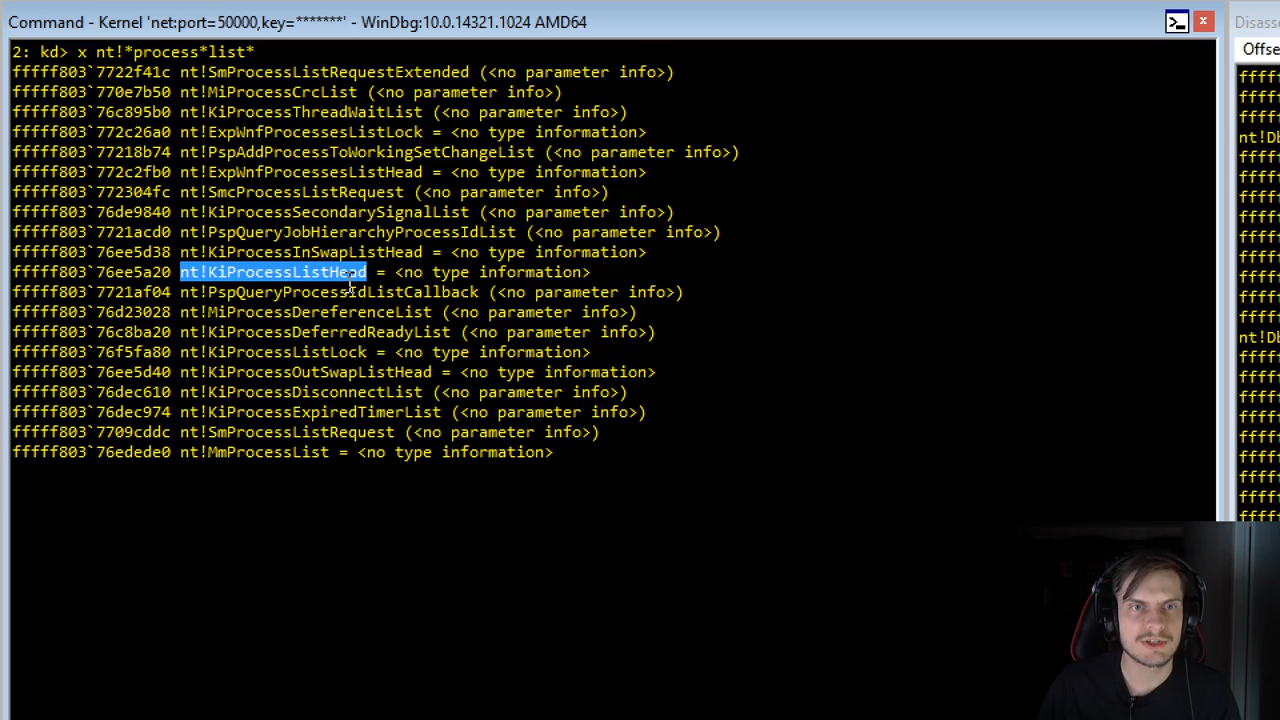 Command - Kernel 'net:port=50000,key=*******' - WinDbg:10.0.14321.1024 AMD64
Disasse
2: kd> x nt!*process*list*
Offse
fffff803`7722f41c nt!SmProcessListRequestExtended (<no parameter info>)
fffff803`770e7b50 nt!MiProcessCrcList (<no parameter info>)
fffff803`76c895b0 nt!KiProcessThreadWaitList (<no parameter info>)
fffff803`772c26a0 nt!ExpWnfProcessesListLock = <no type information>
fffff803`77218b74 nt!PspAddProcessToWorkingSetChangeList (<no parameter info>)
fffff803`772c2fb0 nt!ExpWnfProcessesListHead = <no type information>
fffff803`772304fc nt!SmcProcessListRequest (<no parameter info>)
fffff803`76de9840 nt!KiProcessSecondarySignalList (<no parameter info>)
fffff803`7721acd0 nt!PspQueryJobHierarchyProcessIdList (<no parameter info>)
fffff803`76ee5d38 nt!KiProcessInSwapListHead = <no type information>
fffff803`76ee5a20 nt!KiProcessListHead = <no type information>
fffff803`7721af04 nt!PspQueryProcessIdListCallback (<no parameter info>)
fffff803`76d23028 nt!MiProcessDereferenceList (<no parameter info>)
fffff803`76c8ba20 nt!KiProcessDeferredReadyList (<no parameter info>)
fffff803`76f5fa80 nt!KiProcessListLock = <no type information>
fffff803`76ee5d40 nt!KiProcessOutSwapListHead = <no type information>
fffff803`76dec610 nt!KiProcessDisconnectList (<no parameter info>)
fffff803`76dec974 nt!KiProcessExpiredTimerList (<no parameter info>)
fffff803`7709cddc nt!SmProcessListRequest (<no parameter info>)
fffff803`76edede0 nt!MmProcessList = <no type information>